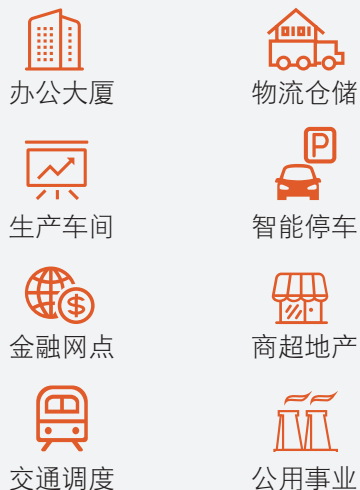 办公大厦
物流仓储
P
生产车间
智能停车
$
金融网点
商超地产
交通调度
公用事业